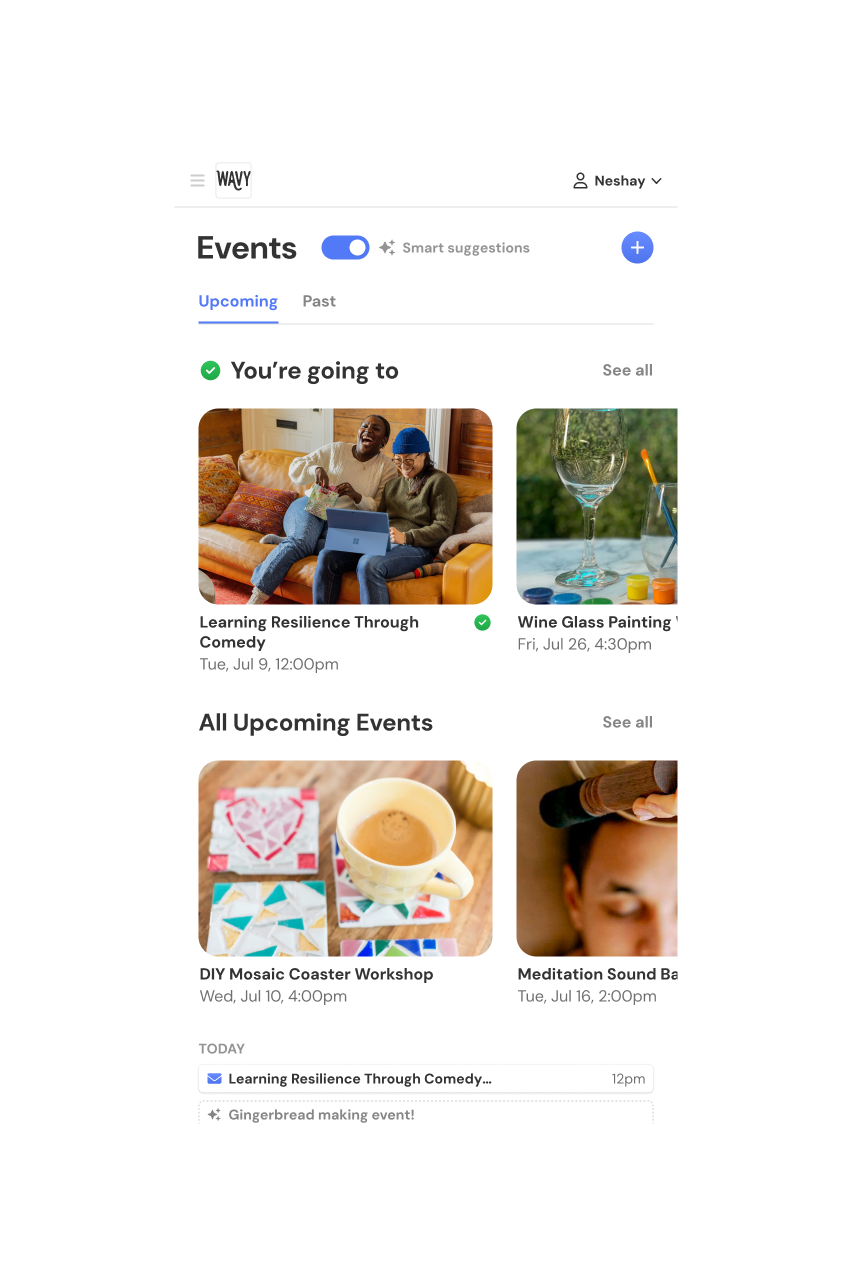 WAVY
Neshay
Events
Smart suggestions
Upcoming
Past
You’re going to
See all
Learning Resilience Through
Comedy
Tue, Jul 9, 12:00pm
Wine Glass Painting
Fri, Jul 26, 4:30pm
All Upcoming Events
See all
DIY Mosaic Coaster Workshop
Wed, Jul 10, 4:00pm
Meditation Sound Ba
Tue, Jul 16, 2:00pm
TODAY
Learning Resilience Through Comedy...
12pm
Gingerbread making event!